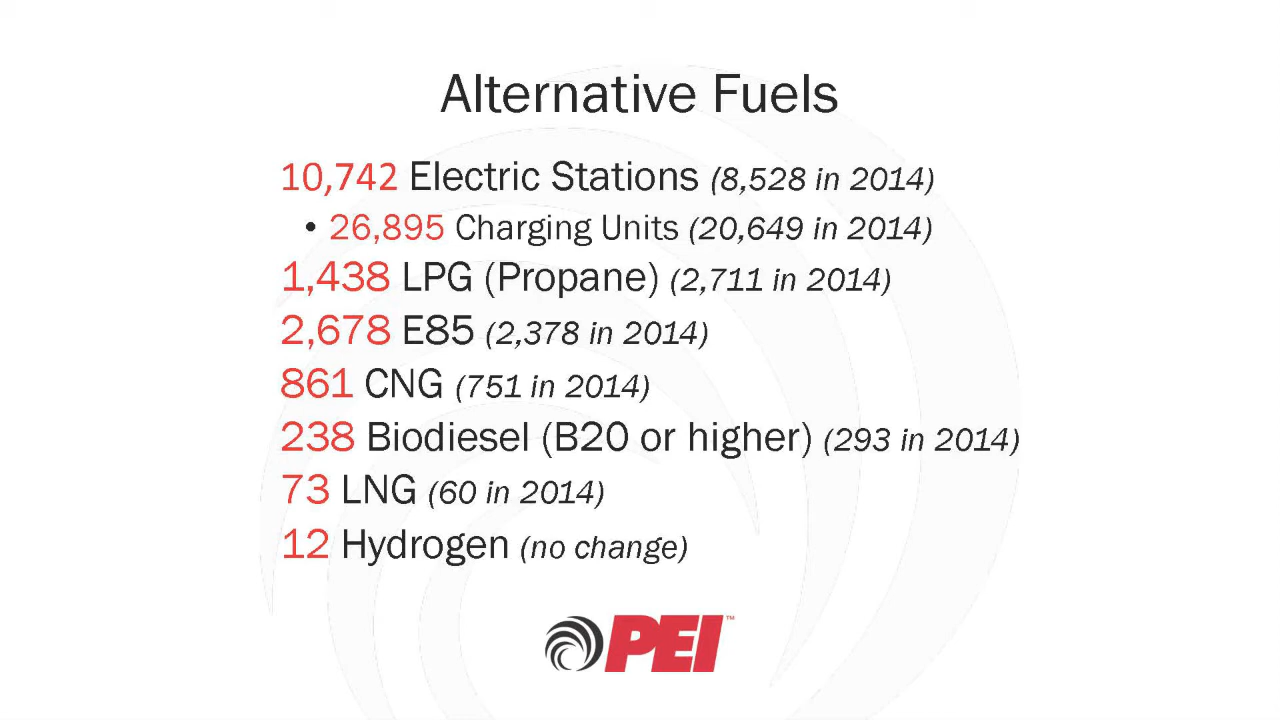 Alternative Fuels
10,742 Electric Stations (8,528 in 2014)
• 26,895 Charging Units (20,649 in 2014)
1,438 LPG (Propane) (2,711 in 2014)
2,678 E85 (2,378 in 2014)
861 CNG (751 in 2014)
238 Biodiesel (B20 or higher) (293 in 2014)
73 LNG (60 in 2014)
12 Hydrogen (no change)
PEI™